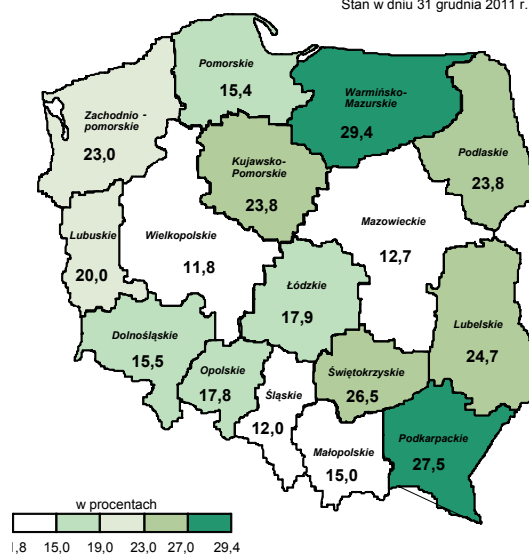 Stan w dniu 31 grudnia 2011 r.
Pomorskie
15,4
Warmińsko-
Mazurskie
29,4
Zachodnio -
pomorskie
23,0
Podlaskie
23,8
Kujawsko-
Pomorskie
23,8
Mazowieckie
12,7
Lubuskie
20,0
Wielkopolskie
11,8
Łódzkie
17,9
Lubelskie
24,7
Dolnośląskie
15,5
Opolskie
17,8
Śląskie
12,0
Świętokrzyskie
26,5
Małopolskie
15,0
Podkarpackie
27,5
w procentach
1,8 15,0 19,0 23,0 27,0 29,4